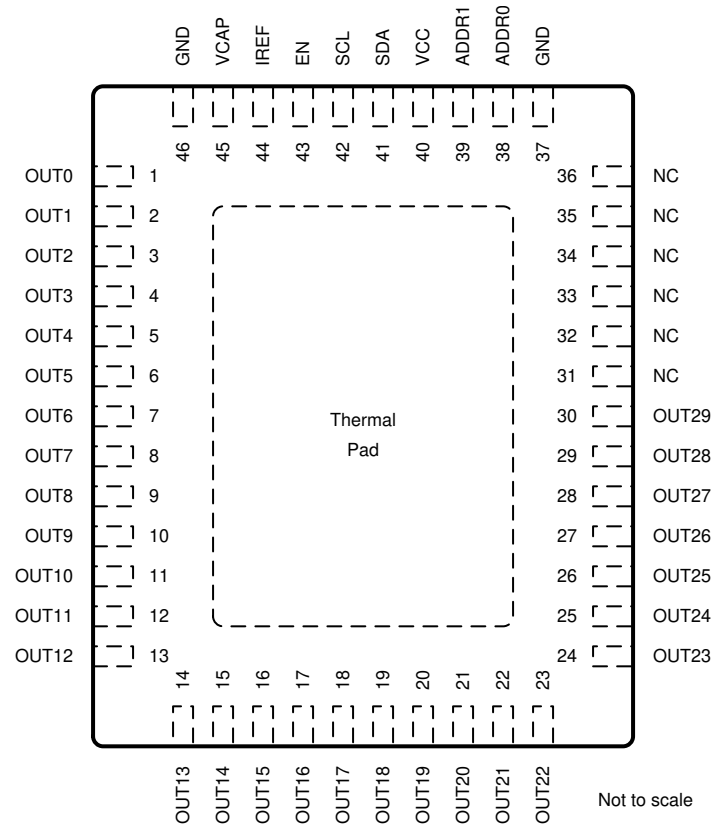 GND VCAP IREF EN SCL SDA VCC ADDR1 ADDR0 GND
46 45 44 43 42 41 40 39 38 37
OUT0 1 36 NC
OUT1 2 35 NC
OUT2 3 34 NC
OUT3 4 33 NC
OUT4 5 32 NC
OUT5 6 31 NC
OUT6 7 Thermal 30 OUT29
OUT7 8 Pad 29 OUT28
OUT8 9 28 OUT27
OUT9 10 27 OUT26
OUT10 11 26 OUT25
OUT11 12 25 OUT24
OUT12 13 24 OUT23
14 15 16 17 18 19 20 21 22 23
OUT13 OUT14 OUT15 OUT16 OUT17 OUT18 OUT19 OUT20 OUT21 OUT22
Not to scale